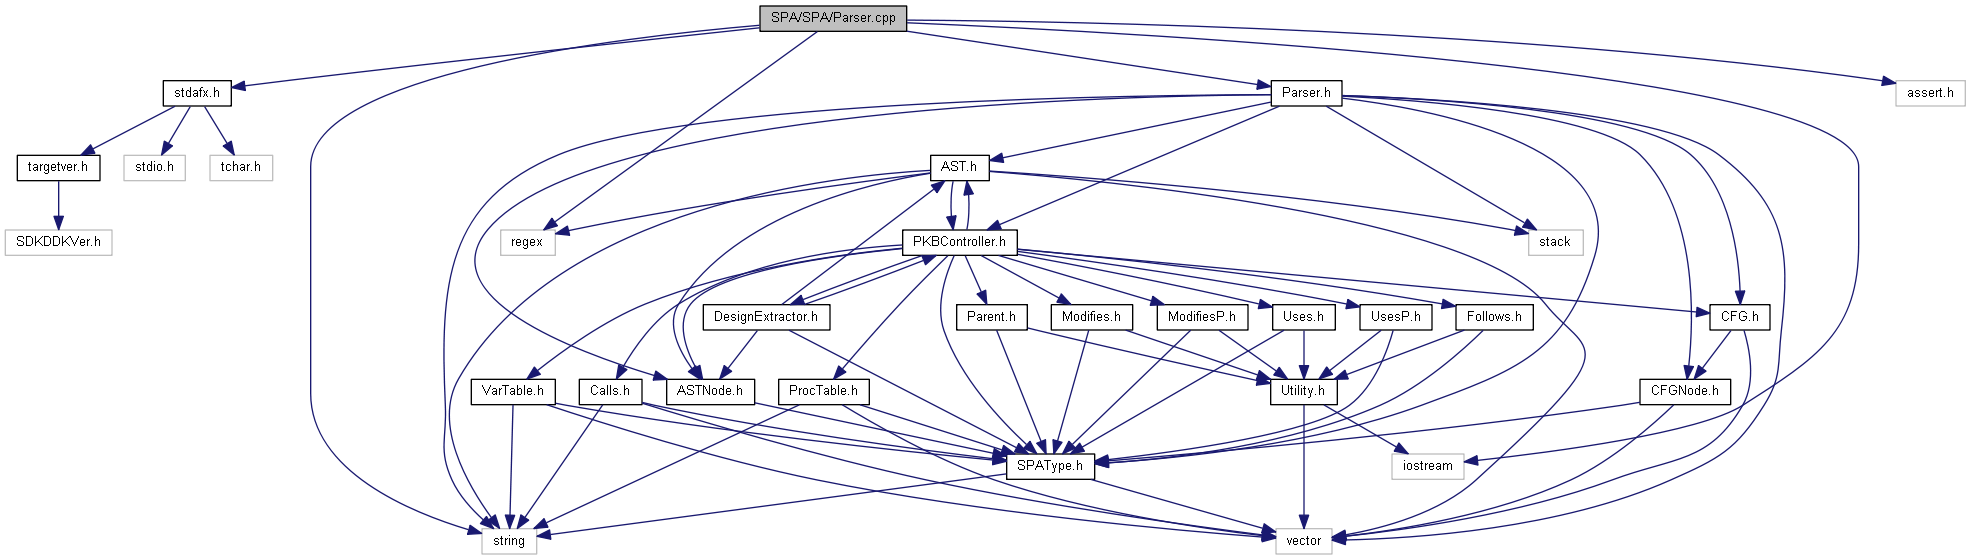 SPA/SPA/Parser.cpp
stdafx.h
Parser.h
assert.h
targetver.h
stdio.h
tchar.h
AST.h
SDKDDKVer.h
regex
PKBController.h
stack
DesignExtractor.h
Parent.h
Modifies.h
ModifiesP.h
Uses.h
UsesP.h
Follows.h
CFG.h
VarTable.h
Calls.h
ASTNode.h
ProcTable.h
Utility.h
CFGNode.h
SPAType.h
iostream
string
vector